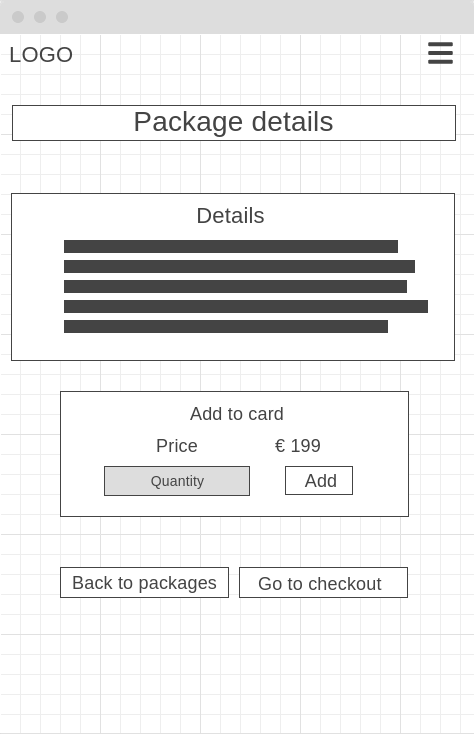 LOGO
Package details
Details
Add to card
Price € 199
Quantity Add
Back to packages Go to checkout